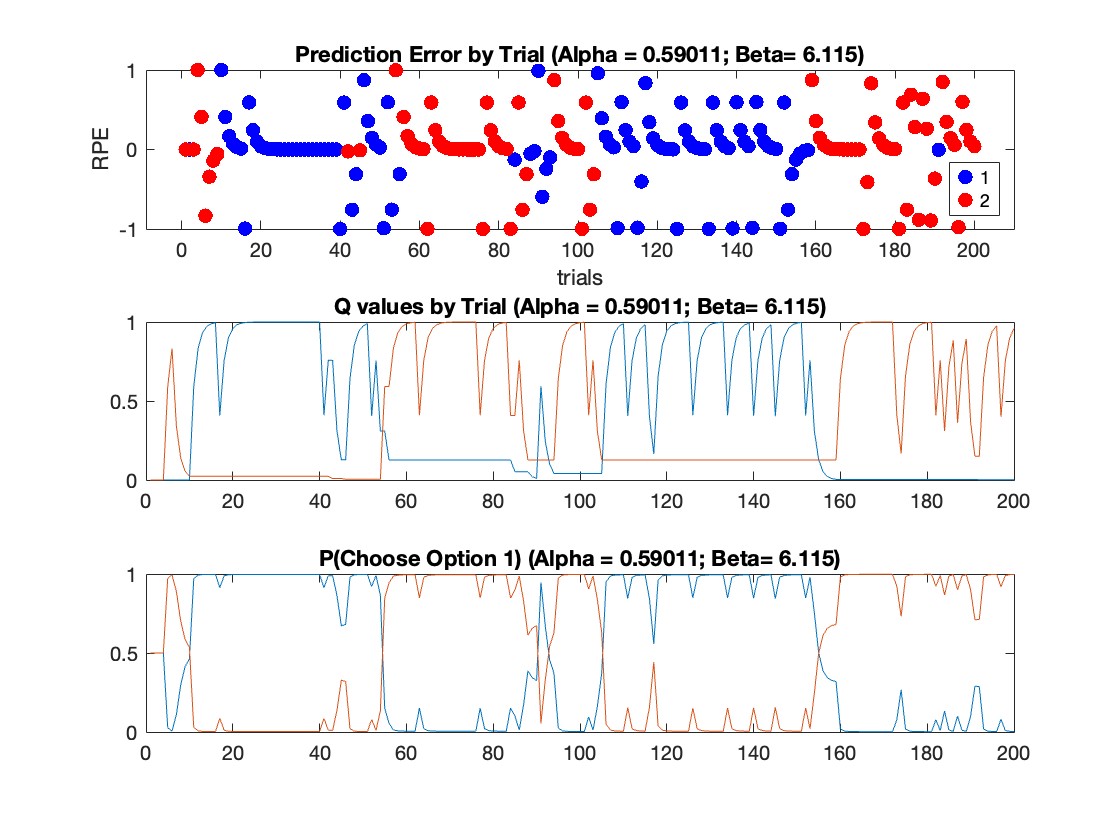 Prediction Error by Trial (Alpha = 0.59011; Beta= 6.115)
1
0
-1
RPE
0 20 40 60 80 100 120 140 160 180 200
trials
1
2
Q values by Trial (Alpha = 0.59011; Beta= 6.115)
1
0.5
0
0 20 40 60 80 100 120 140 160 180 200
P(Choose Option 1) (Alpha = 0.59011; Beta= 6.115)
1
0.5
0
0 20 40 60 80 100 120 140 160 180 200